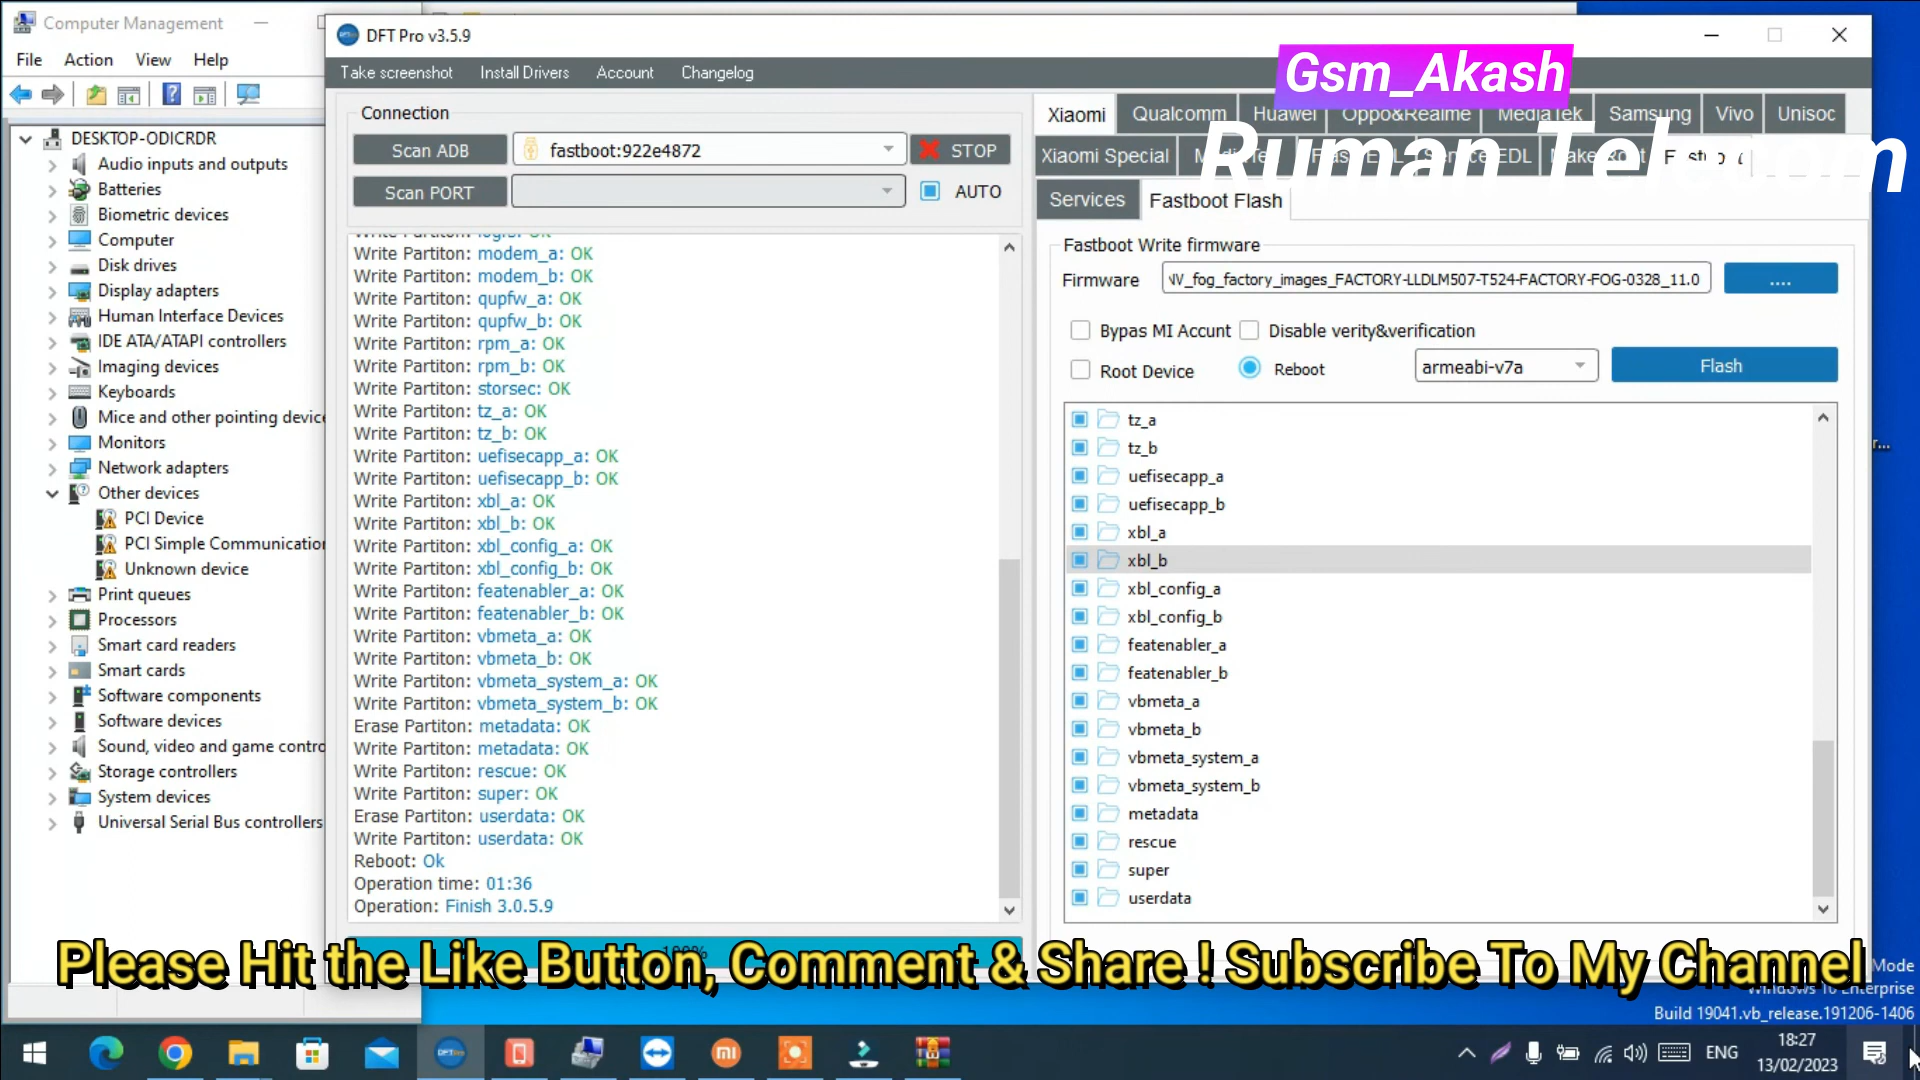 Computer Management
File Action View Help
DESKTOP-ODICRDR
Audio inputs and outputs
Batteries
Biometric devices
Computer
Disk drives
Display adapters
Human Interface Devices
IDE ATA/ATAPI controllers
Imaging devices
Keyboards
Mice and other pointing device
Monitors
Network adapters
Other devices
PCI Device
PCI Simple Communication
Unknown device
Print queues
Processors
Smart card readers
Smart cards
Software components
Software devices
Sound, video and game contro
Storage controllers
System devices
Universal Serial Bus controllers
DFT Pro v3.5.9
Take screenshot Install Drivers Account Changelog
Gsm_Akash
Ruman Telecom
Connection
Scan ADB fastboot:922e4872 STOP
Scan PORT AUTO
Write Partiton: modem_a: OK
Write Partiton: modem_b: OK
Write Partiton: qupfw_a: OK
Write Partiton: qupfw_b: OK
Write Partiton: rpm_a: OK
Write Partiton: rpm_b: OK
Write Partiton: storsec: OK
Write Partiton: tz_a: OK
Write Partiton: tz_b: OK
Write Partiton: uefisecapp_a: OK
Write Partiton: uefisecapp_b: OK
Write Partiton: xbl_a: OK
Write Partiton: xbl_b: OK
Write Partiton: xbl_config_a: OK
Write Partiton: xbl_config_b: OK
Write Partiton: featenabler_a: OK
Write Partiton: featenabler_b: OK
Write Partiton: vbmeta_a: OK
Write Partiton: vbmeta_b: OK
Write Partiton: vbmeta_system_a: OK
Write Partiton: vbmeta_system_b: OK
Erase Partiton: metadata: OK
Write Partiton: metadata: OK
Write Partiton: rescue: OK
Write Partiton: super: OK
Erase Partiton: userdata: OK
Write Partiton: userdata: OK
Reboot: Ok
Operation time: 01:36
Operation: Finish 3.0.5.9
100%
Xiaomi Qualcomm Huawei Oppo&Realme MediaTek Samsung Vivo Unisoc
Xiaomi Special
Services Fastboot Flash
Fastboot Write firmware
Firmware W_fog_factory_images_FACTORY-LLDLM507-T524-FACTORY-FOG-0328_11.0 ....
Bypas MI Accunt Disable verity&verification
Root Device Reboot armeabi-v7a Flash
tz_a
tz_b
uefisecapp_a
uefisecapp_b
xbl_a
xbl_b
xbl_config_a
xbl_config_b
featenabler_a
featenabler_b
vbmeta_a
vbmeta_b
vbmeta_system_a
vbmeta_system_b
metadata
rescue
super
userdata
Please Hit the Like Button, Comment & Share ! Subscribe To My Channel
Mode
Windows 10 Enterprise
Build 19041.vb_release.191206-1406
ENG
18:27
13/02/2023